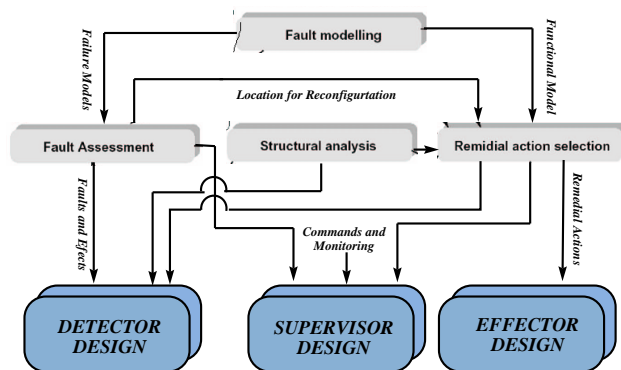 Fault modelling
Failure Models
Functional Model
Location for Reconfigurtation
Fault Assessment
Structural analysis
Remidial action selection
Faults and Efects
Commands and
Monitoring
Remedial Actions
DETECTOR
DESIGN
SUPERVISOR
DESIGN
EFFECTOR
DESIGN